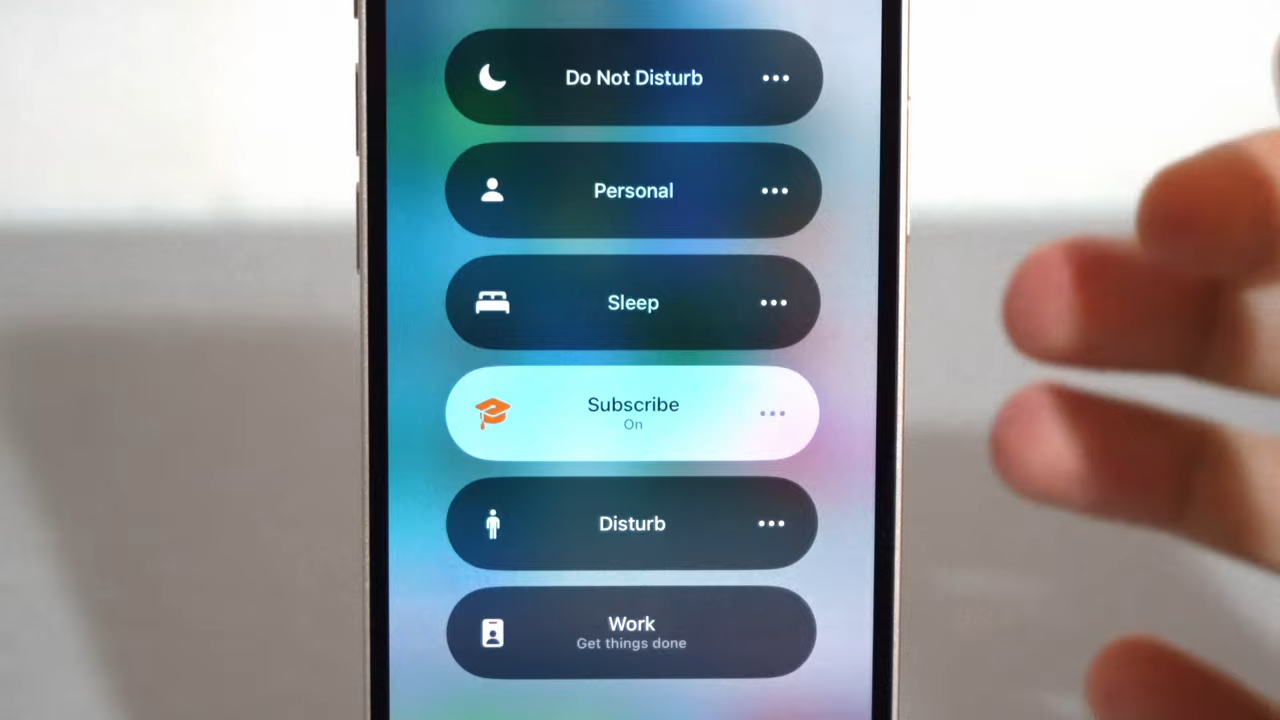 Do Not Disturb
Personal
Sleep
Subscribe
On
Disturb
Work
Get things done